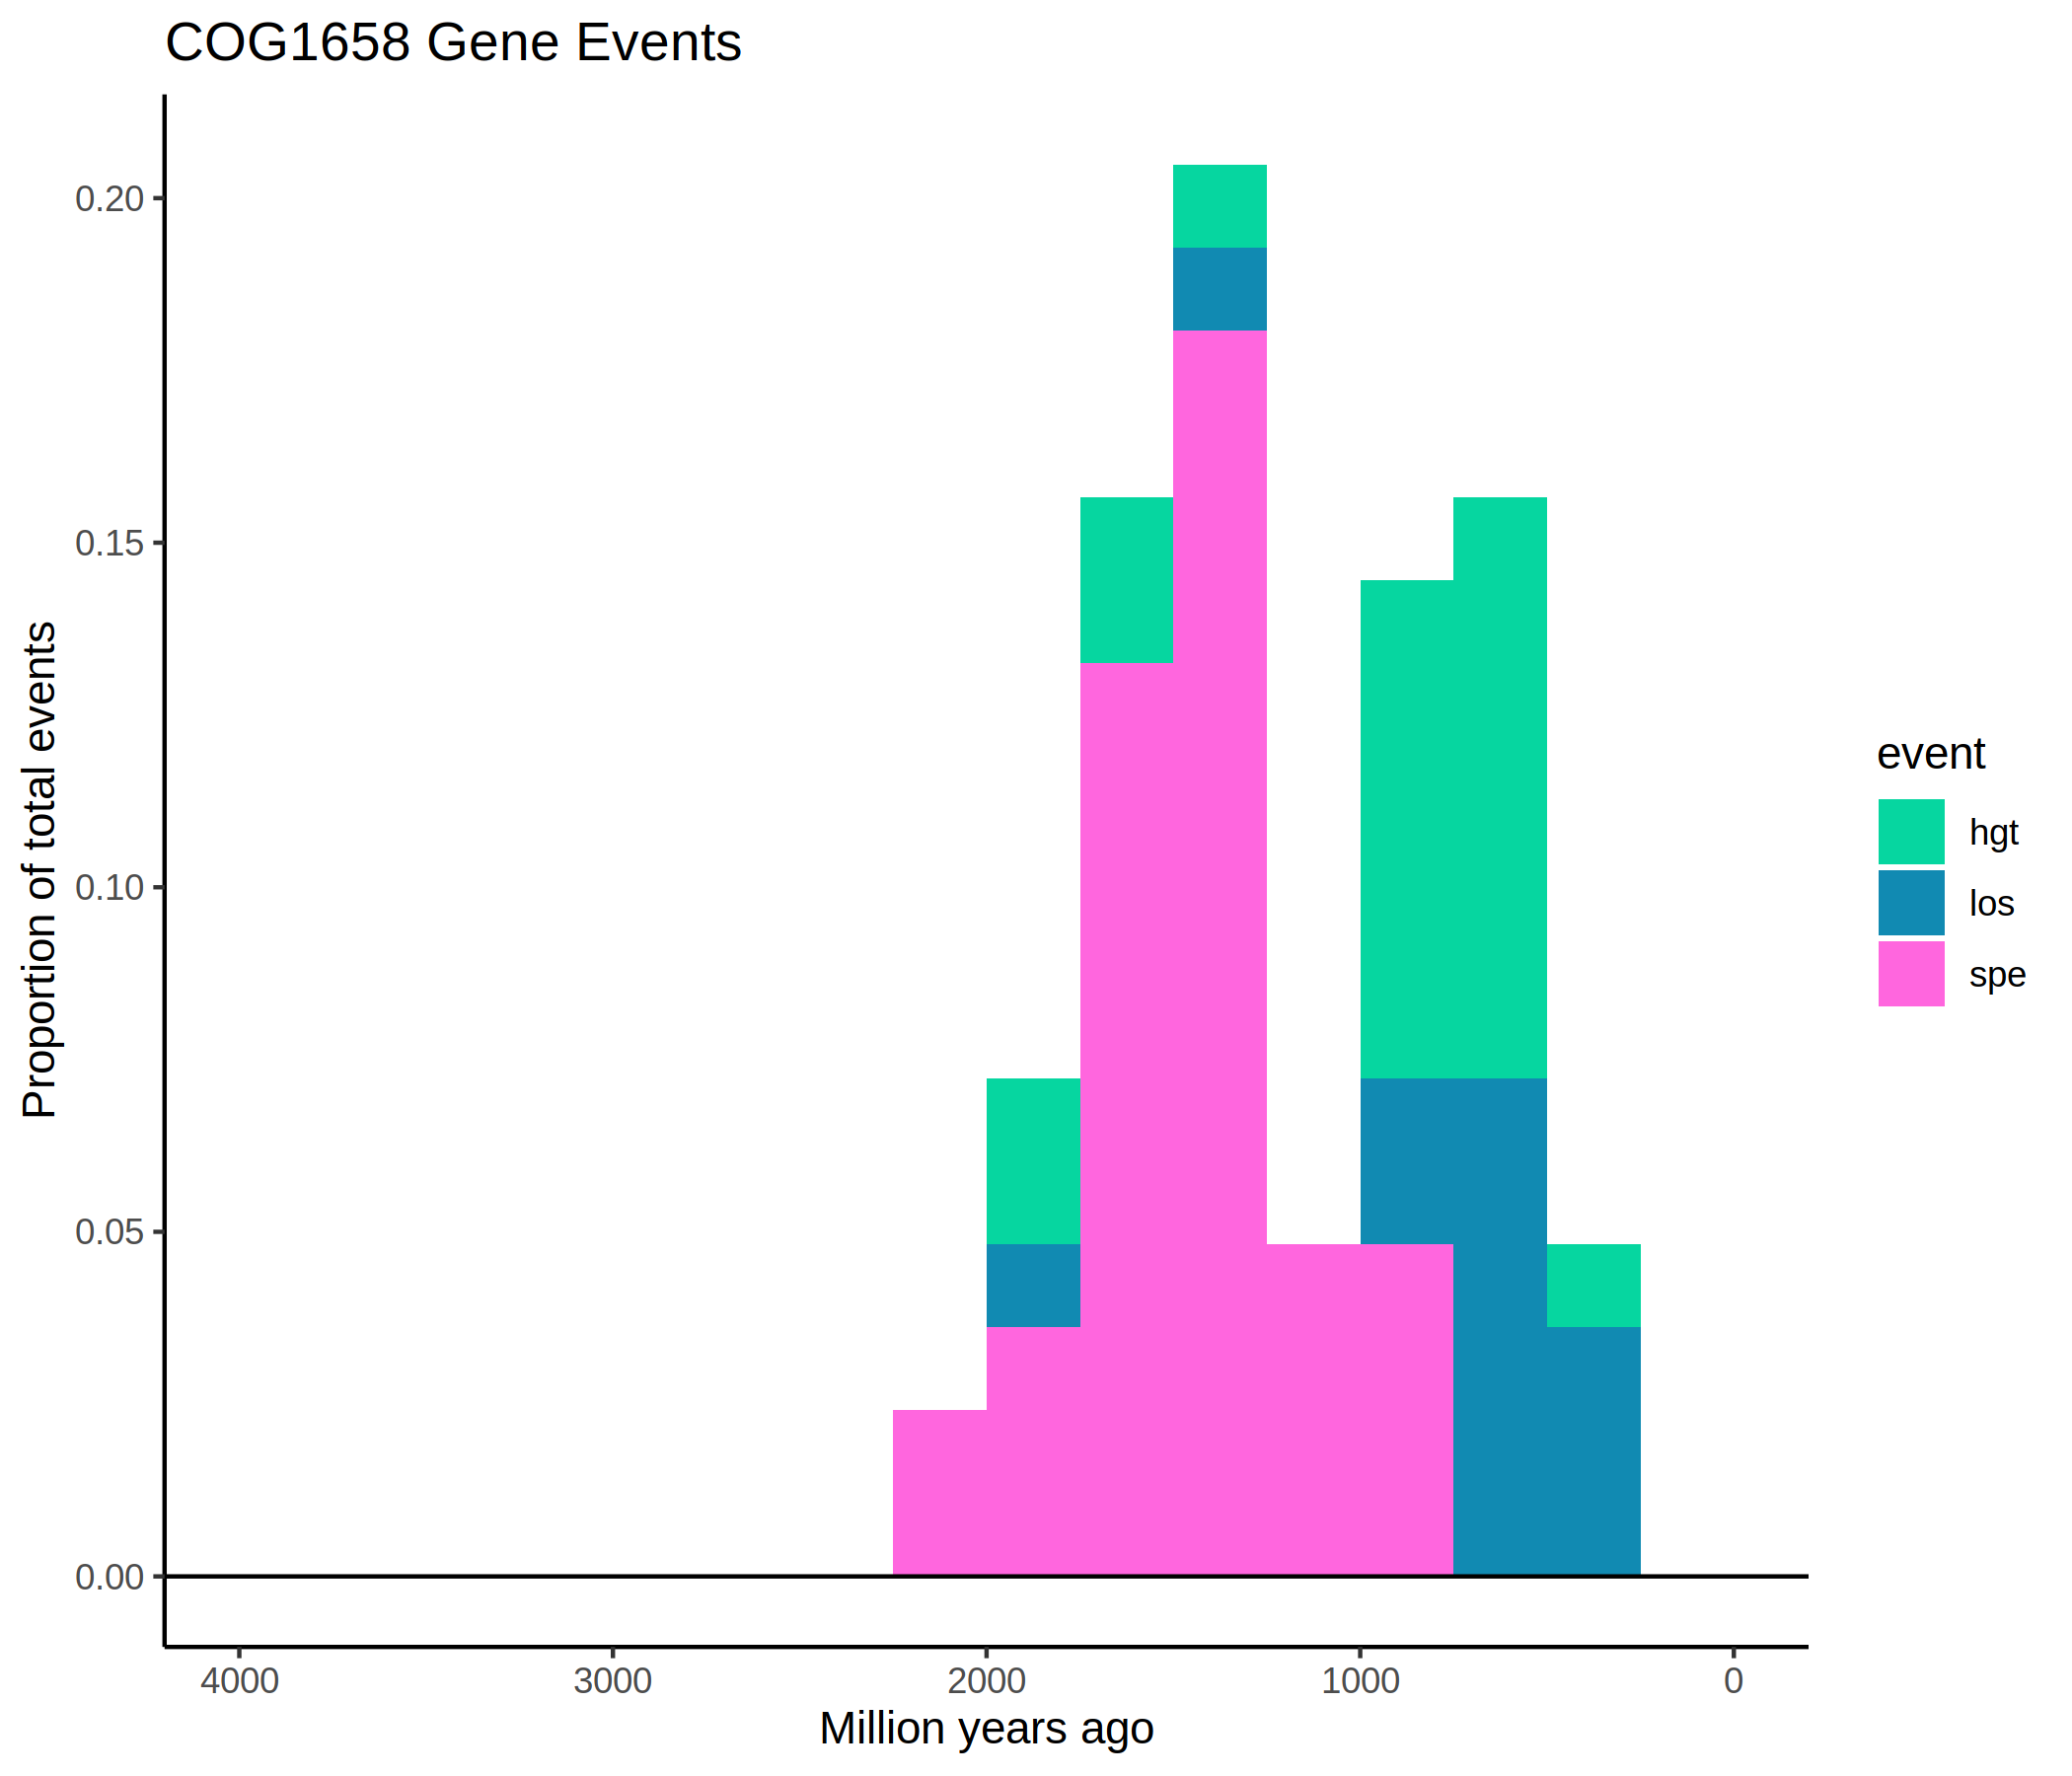 COG1658 Gene Events
Proportion of total events
0.20
0.15
0.10
0.05
0.00
4000 3000 2000 1000 0
Million years ago
event
hgt
los
spe